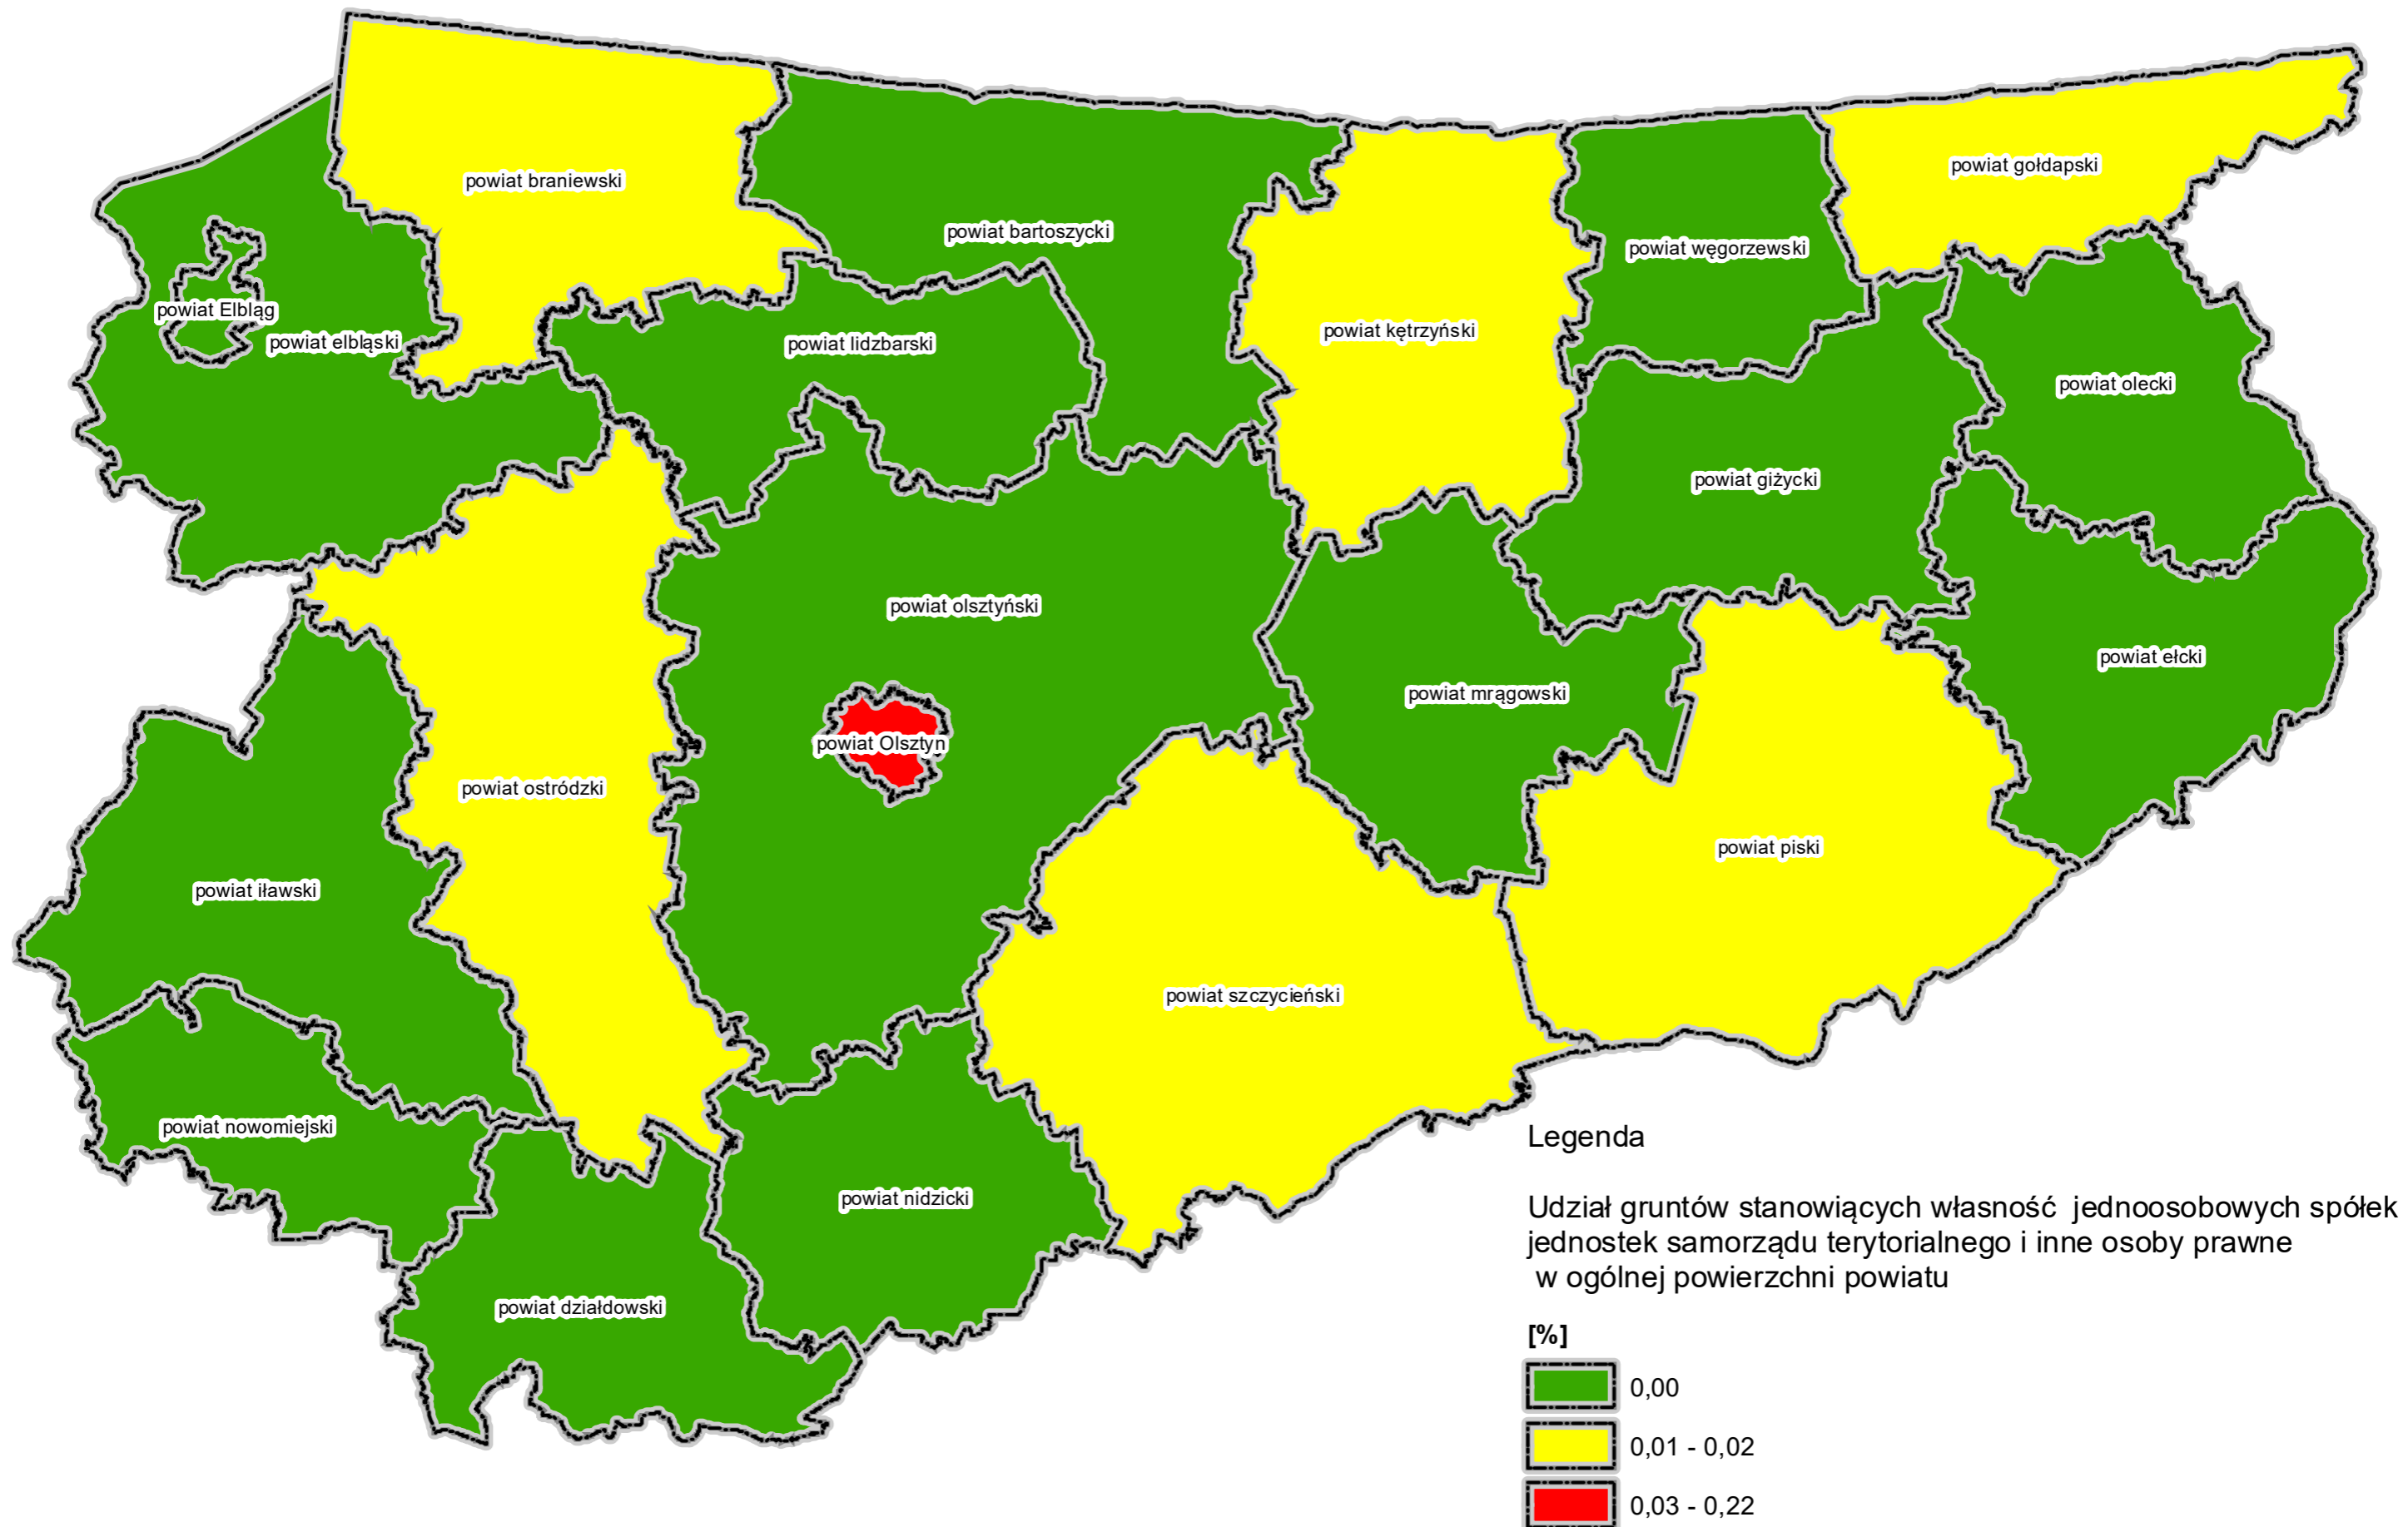 powiat gołdapski
powiat braniewski
powiat bartoszycki
powiat węgorzewski
powiat Elbląg
powiat kętrzyński
powiat elbląski
powiat lidzbarski
powiat olecki
powiat giżycki
powiat olsztyński
powiat ełcki
powiat mrągowski
powiat Olsztyn
powiat ostródzki
powiat piski
powiat iławski
powiat szczycieński
powiat nowomiejski
powiat nidzicki
powiat działdowski
Legenda
Udział gruntów stanowiących własność jednoosobowych spółek
jednostek samorządu terytorialnego i inne osoby prawne
w ogólnej powierzchni powiatu
[%]
0,00
0,01 - 0,02
0,03 - 0,22